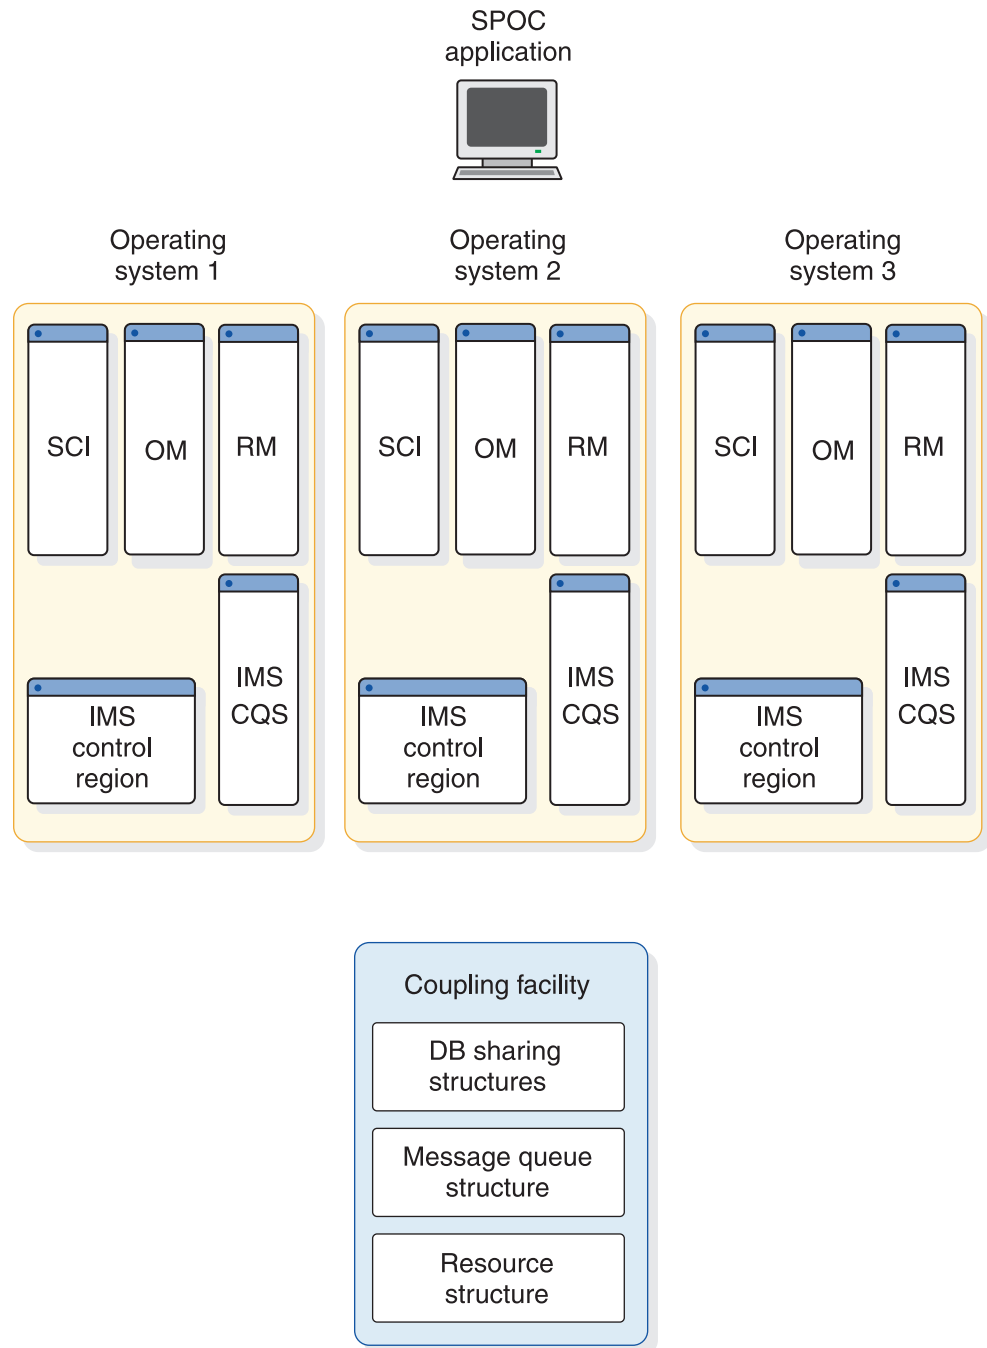 SPOC
application
Operating
system 1
Operating
system 2
Operating
system 3
SCI
OM
RM
IMS
CQS
IMS
control
region
SCI
OM
RM
IMS
CQS
IMS
control
region
SCI
OM
RM
IMS
CQS
IMS
control
region
Coupling facility
DB sharing
structures
Message queue
structure
Resource
structure